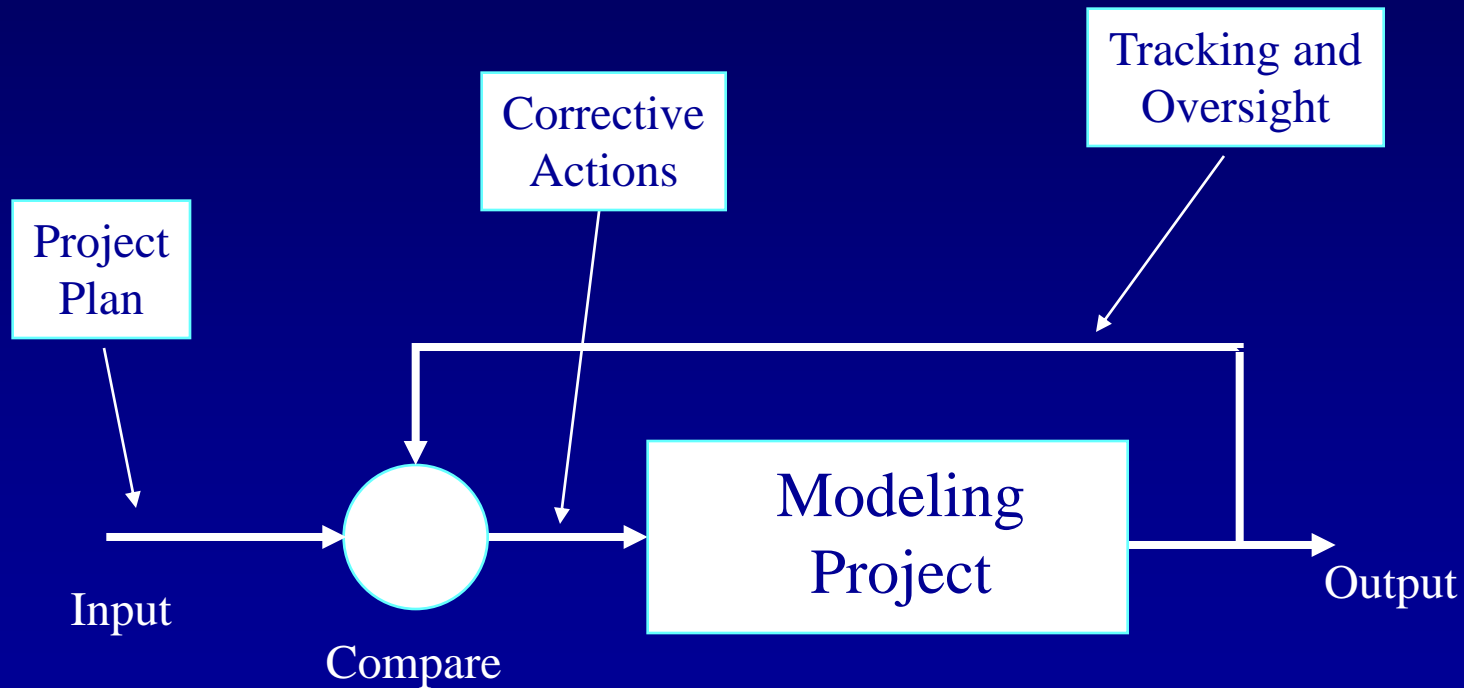 Tracking and
Oversight
Corrective
Actions
Project
Plan
Modeling
Project
Input
Output
Compare